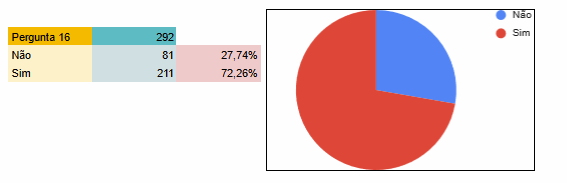 Pergunta 16 292
Não 81 27,74%
Sim 211 72,26%
Não
Sim